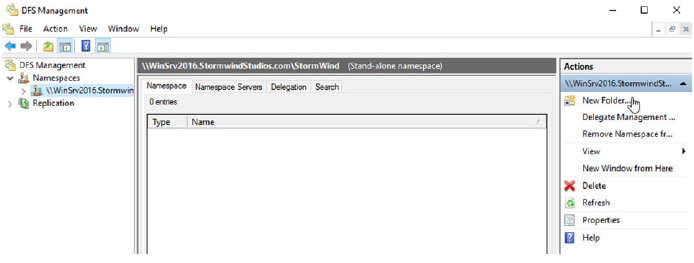 DFS Management
File Action View Window Help
DFS Management
Namespaces
\\WinSrv2016.Stormwin
Replication
\\WinSrv2016.StormwindStudios.com\StormWind (Stand-alone namespace)
Namespace Namespace Servers Delegation Search
0 entries
Type Name
Actions
\\WinSrv2016.StormwindSt...
New Folder...
Delegate Management ...
Remove Namespace fr...
View
New Window from Here
Delete
Refresh
Properties
Help